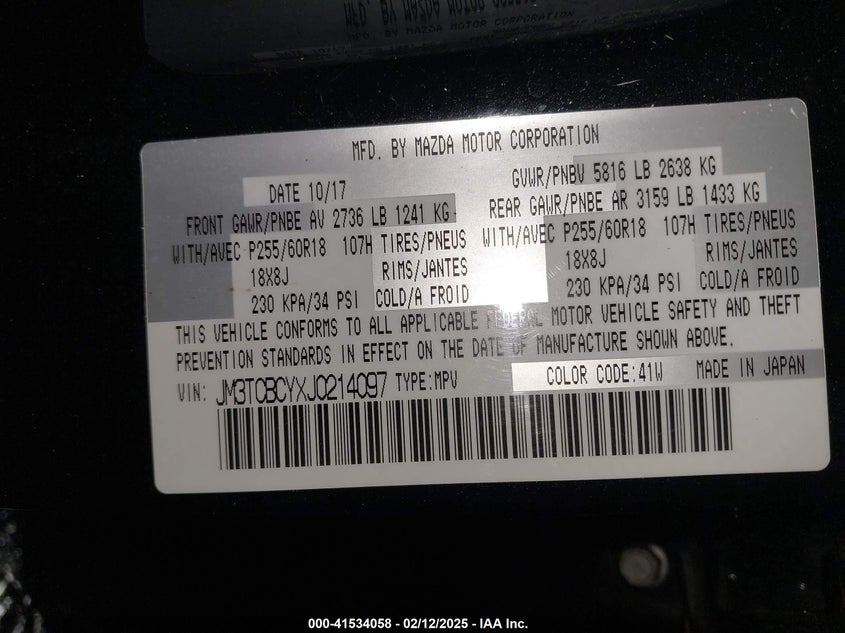 MFD. BY MAZDA MOTOR CORPORATION
MFD. BY MAZDA MOTOR CORPORATION
DATE 10/17
GVWR/PNBV 5816 LB 2638 KG
FRONT GAWR/PNBE AV 2736 LB 1241 KG
REAR GAWR/PNBE AR 3159 LB 1433 KG
WITH/AVEC P255/60R18 107H TIRES/PNEUS
WITH/AVEC P255/60R18 107H TIRES/PNEUS
18X8J RIMS/JANTES
18X8J RIMS/JANTES
230 KPA/34 PSI COLD/A FROID
230 KPA/34 PSI COLD/A FROID
THIS VEHICLE CONFORMS TO ALL APPLICABLE FEDERAL MOTOR VEHICLE SAFETY AND THEFT
PREVENTION STANDARDS IN EFFECT ON THE DATE OF MANUFACTURE SHOWN ABOVE.
VIN: JM3TCBCYXJ0214097 TYPE:MPV
COLOR CODE:41W MADE IN JAPAN
000-41534058 - 02/12/2025 - IAA Inc.